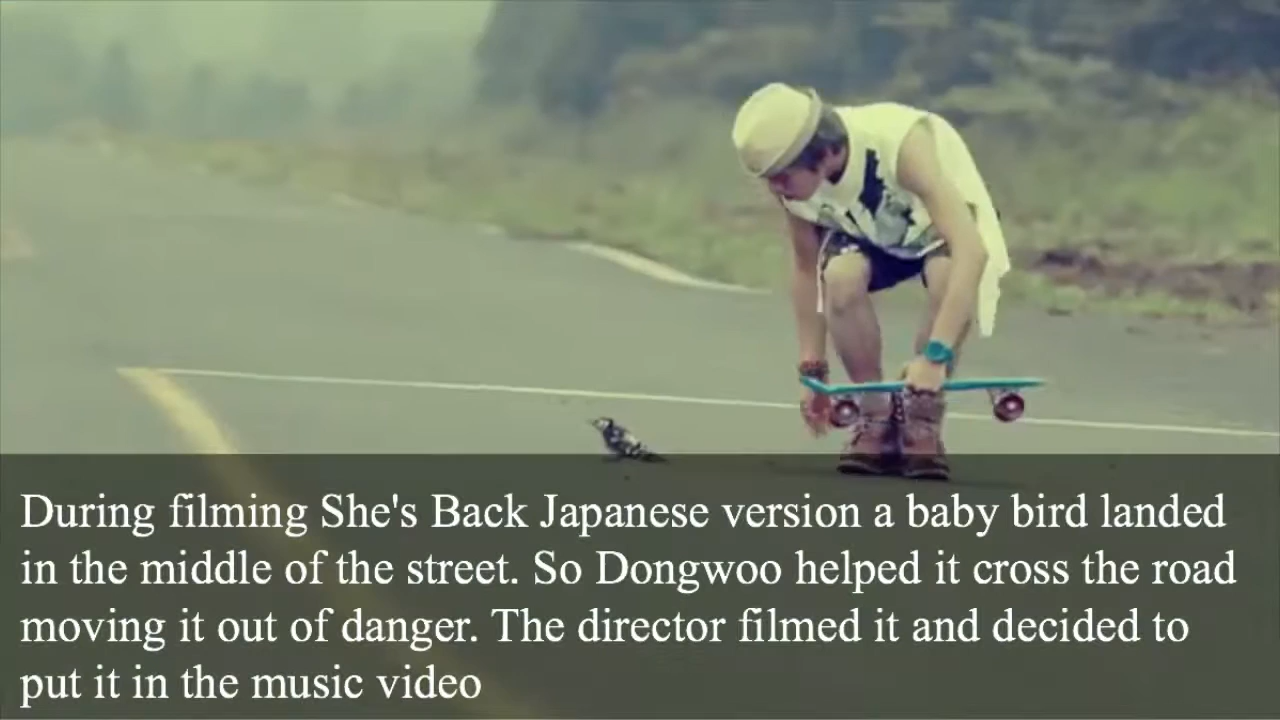 During filming She's Back Japanese version a baby bird landed
in the middle of the street. So Dongwoo helped it cross the road
moving it out of danger. The director filmed it and decided to
put it in the music video